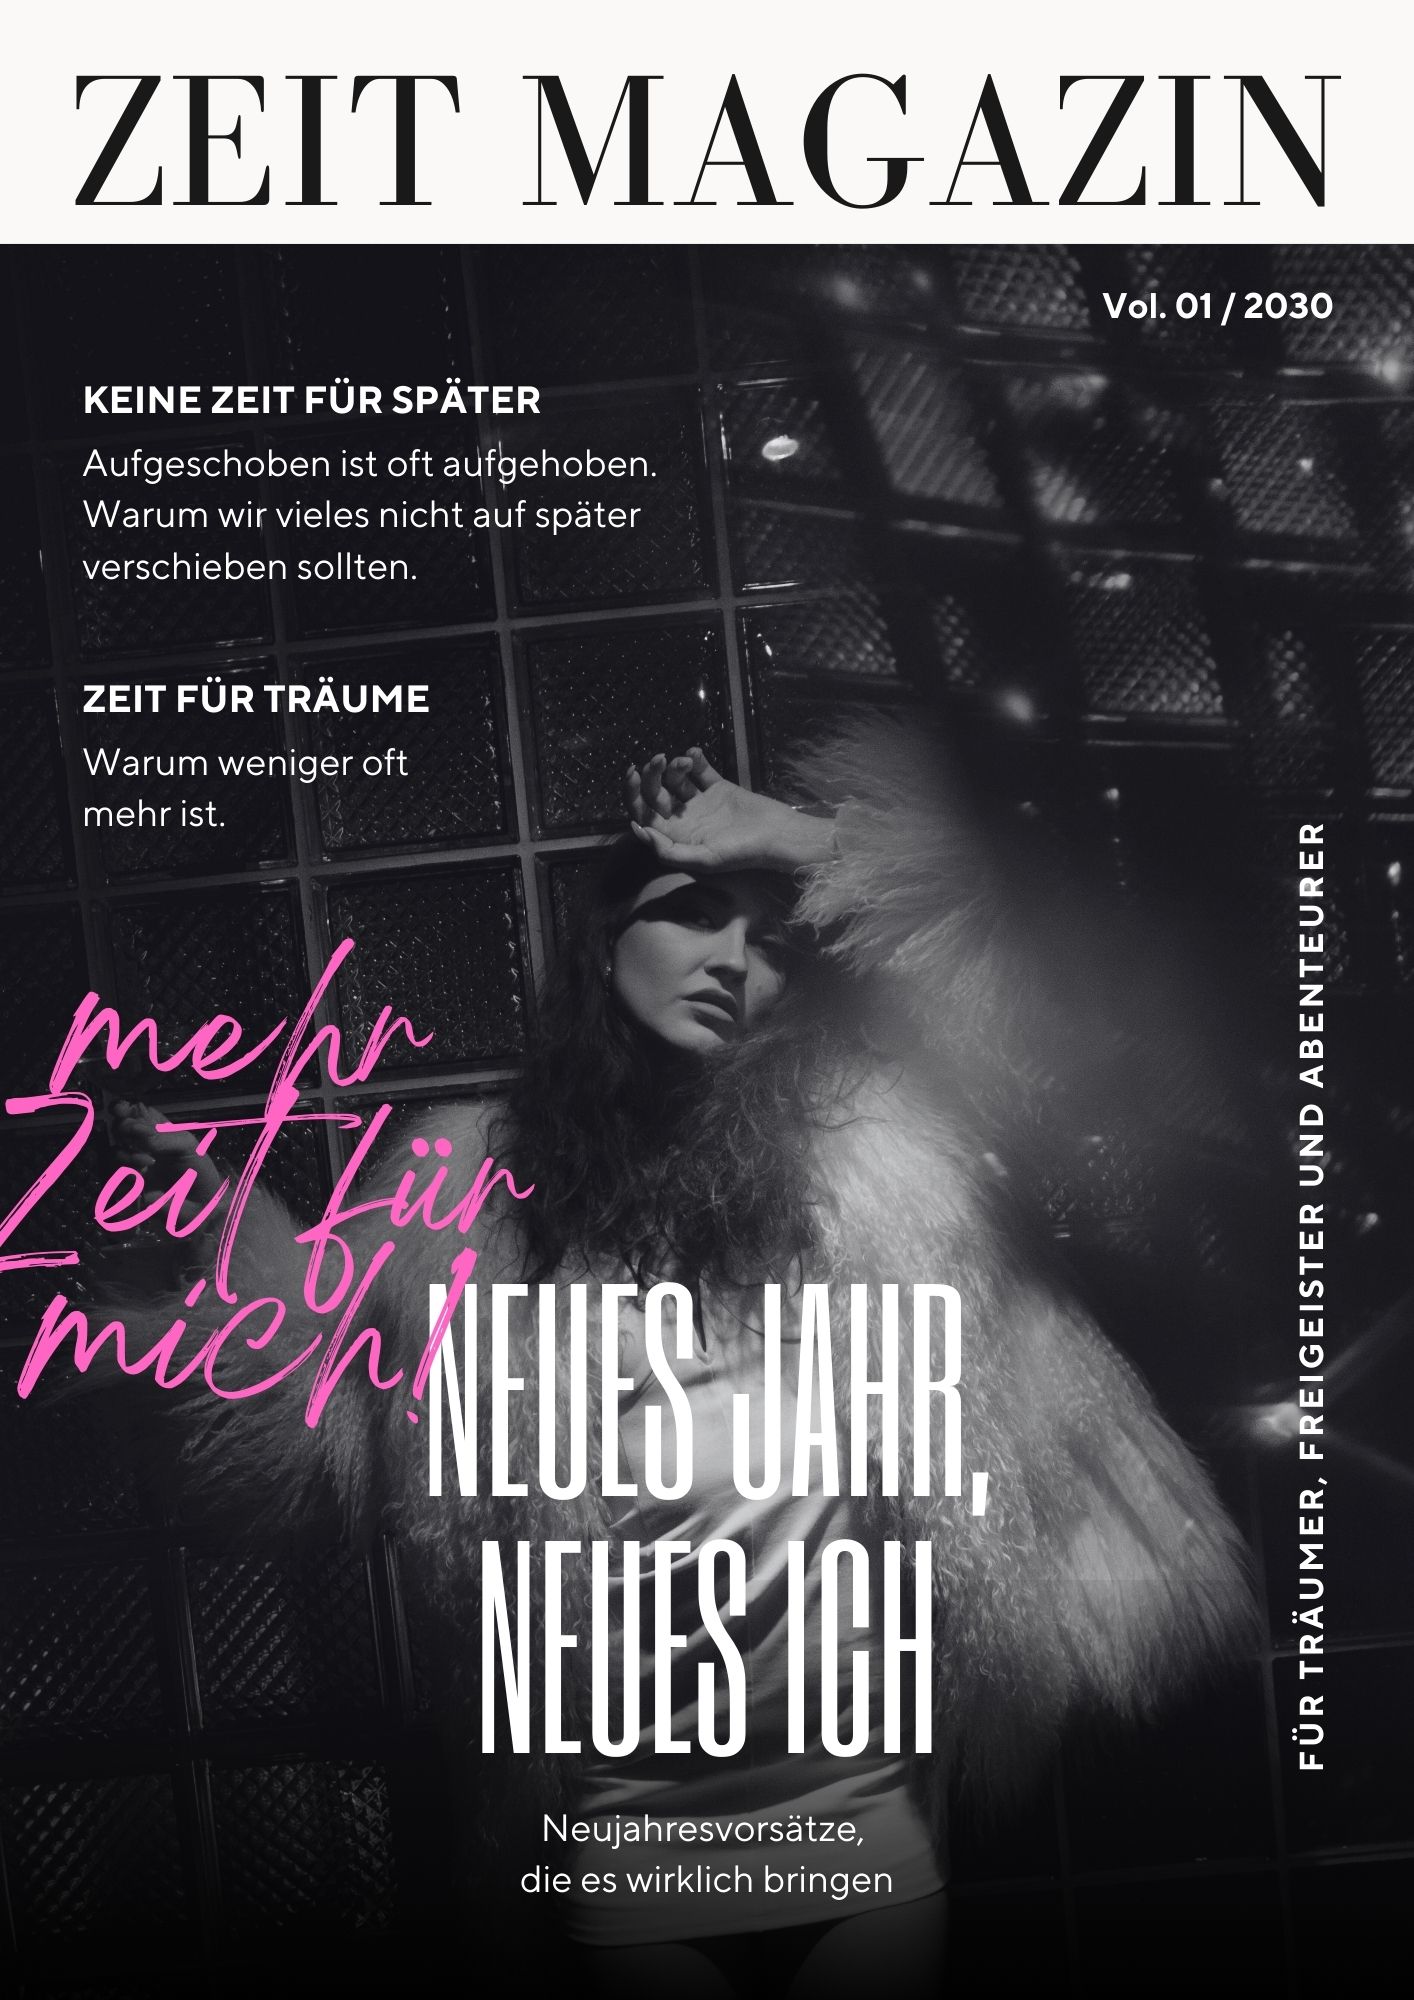 ZEIT MAGAZIN
Vol. 01 / 2030
KEINE ZEIT FÜR SPÄTER
Aufgeschoben ist oft aufgehoben.
Warum wir vieles nicht auf später
verschieben sollten.
ZEIT FÜR TRÄUME
Warum weniger oft
mehr ist.
mehr
Zeit für
mich!
NEUES JAHR,
NEUES ICH
Neujahresvorsätze,
die es wirklich bringen
FÜR TRÄUMER, FREIGEISTER UND ABENTEURER